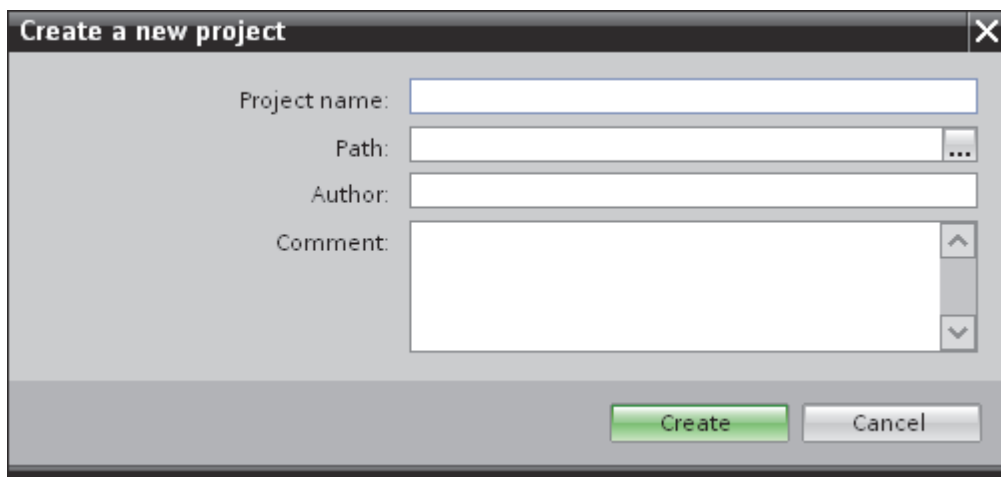 Create a new project
Project name:
Path:
...
Author:
Comment:
Create
Cancel